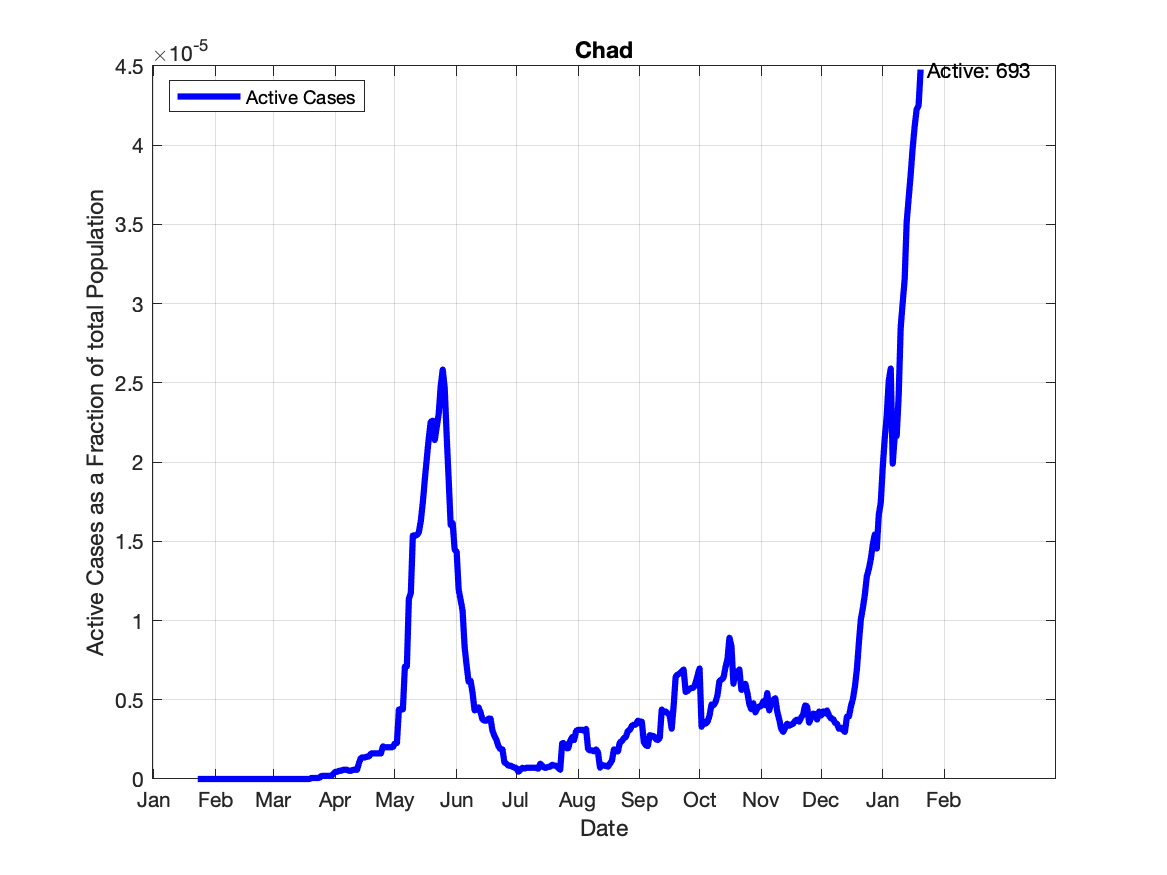 Chad
×10-5
Active: 693
Active Cases
4.5
4
3.5
3
2.5
2
1.5
1
0.5
0
Active Cases as a Fraction of total Population
Jan Feb Mar Apr May Jun Jul Aug Sep Oct Nov Dec Jan Feb
Date